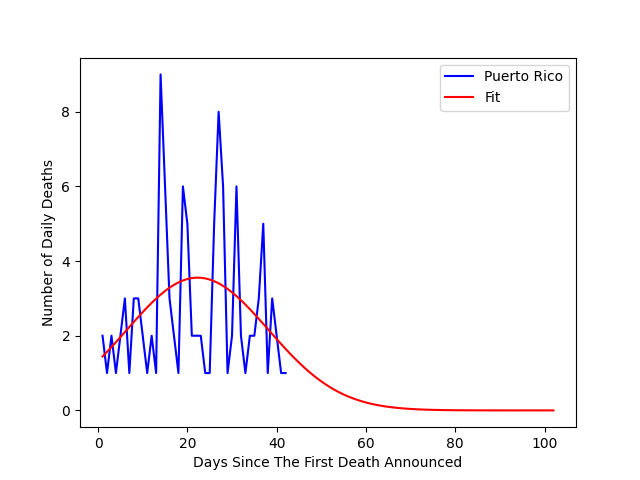 Puerto Rico
Fit
8
6
4
2
0
Number of Daily Deaths
0 20 40 60 80 100
Days Since The First Death Announced